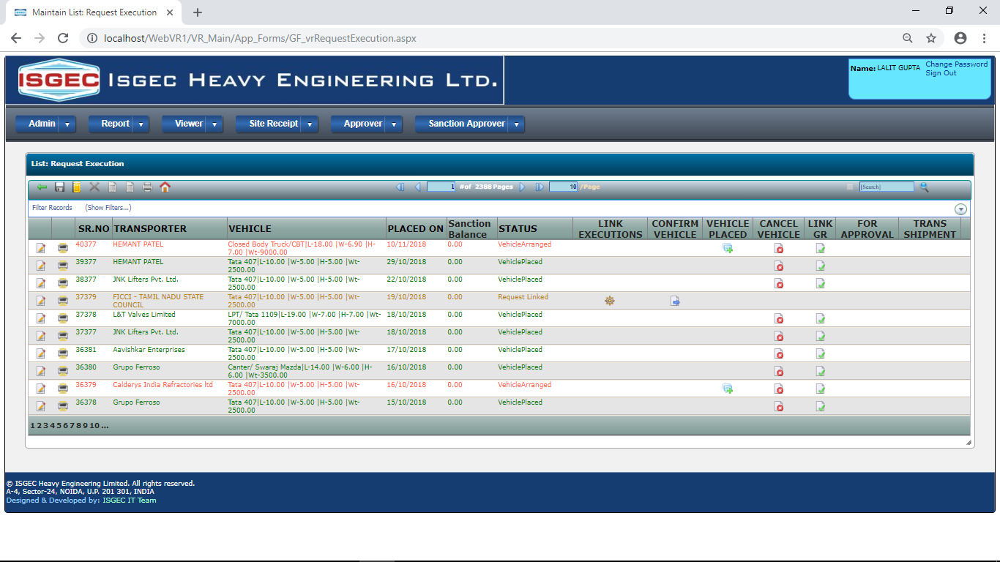 Maintain List: Request Execution
localhost/WebVR1/VR_Main/App_Forms/GF_vrRequestExecution.aspx
ISGEC ISGEC HEAVY ENGINEERING LTD.
Name: LALIT GUPTA Change Password
Sign Out
Admin Report Viewer Site Receipt Approver Sanction Approver
List: Request Execution
1 #of 2388 Pages 10 /Page [Search]
Filter Records (Show Filters...)
SR.NO TRANSPORTER VEHICLE PLACED ON Sanction Balance STATUS LINK EXECUTIONS CONFIRM VEHICLE VEHICLE PLACED CANCEL VEHICLE LINK GR FOR APPROVAL TRANS SHIPMENT
40377 HEMANT PATEL Closed Body Truck/CBT|L-18.00 |W-6.90 |H- 10/11/2018 0.00 VehicleArranged
7.00 |Wt-9000.00
39377 HEMANT PATEL Tata 407|L-10.00 |W-5.00 |H-5.00 |Wt- 29/10/2018 0.00 VehiclePlaced
2500.00
38377 JNK Lifters Pvt. Ltd. Tata 407|L-10.00 |W-5.00 |H-5.00 |Wt- 22/10/2018 0.00 VehiclePlaced
2500.00
37379 FICCI - TAMIL NADU STATE Tata 407|L-10.00 |W-5.00 |H-5.00 |Wt- 19/10/2018 0.00 Request Linked
COUNCIL 2500.00
37378 L&T Valves Limited LPT/ Tata 1109|L-19.00 |W-7.00 |H-7.00 |Wt- 18/10/2018 0.00 VehiclePlaced
7000.00
37377 JNK Lifters Pvt. Ltd. Tata 407|L-10.00 |W-5.00 |H-5.00 |Wt- 18/10/2018 0.00 VehiclePlaced
2500.00
36381 Aavishkar Enterprises Tata 407|L-10.00 |W-5.00 |H-5.00 |Wt- 17/10/2018 0.00 VehiclePlaced
2500.00
36380 Grupo Ferroso Canter/ Swaraj Mazda|L-14.00 |W-6.00 |H- 16/10/2018 0.00 VehiclePlaced
6.00 |Wt-3500.00
36379 Calderys India Refractories ltd Tata 407|L-10.00 |W-5.00 |H-5.00 |Wt- 16/10/2018 0.00 VehicleArranged
2500.00
36378 Grupo Ferroso Tata 407|L-10.00 |W-5.00 |H-5.00 |Wt- 15/10/2018 0.00 VehiclePlaced
2500.00
1 2 3 4 5 6 7 8 9 10 ...
© ISGEC Heavy Engineering Limited. All rights reserved.
A-4, Sector-24, NOIDA, U.P. 201 301, INDIA
Designed & Developed by: ISGEC IT Team